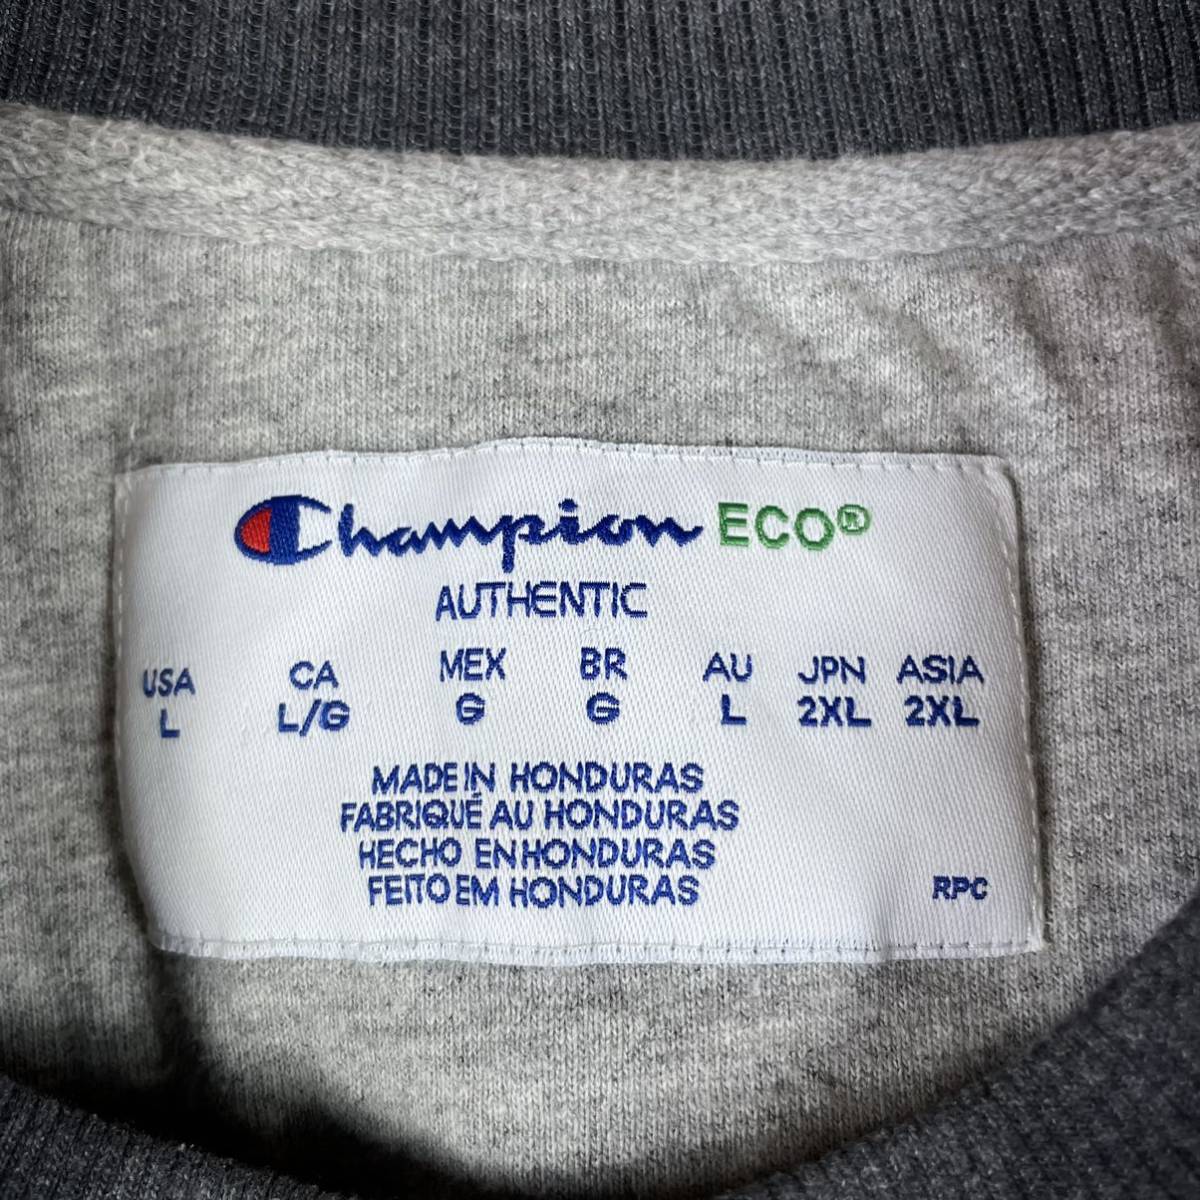 Champion ECO®
AUTHENTIC
USA CA MEX BR AU JPN ASIA
L L/G G G L 2XL 2XL
MADE IN HONDURAS
FABRIQUÉ AU HONDURAS
HECHO EN HONDURAS
FEITO EM HONDURAS
RPC